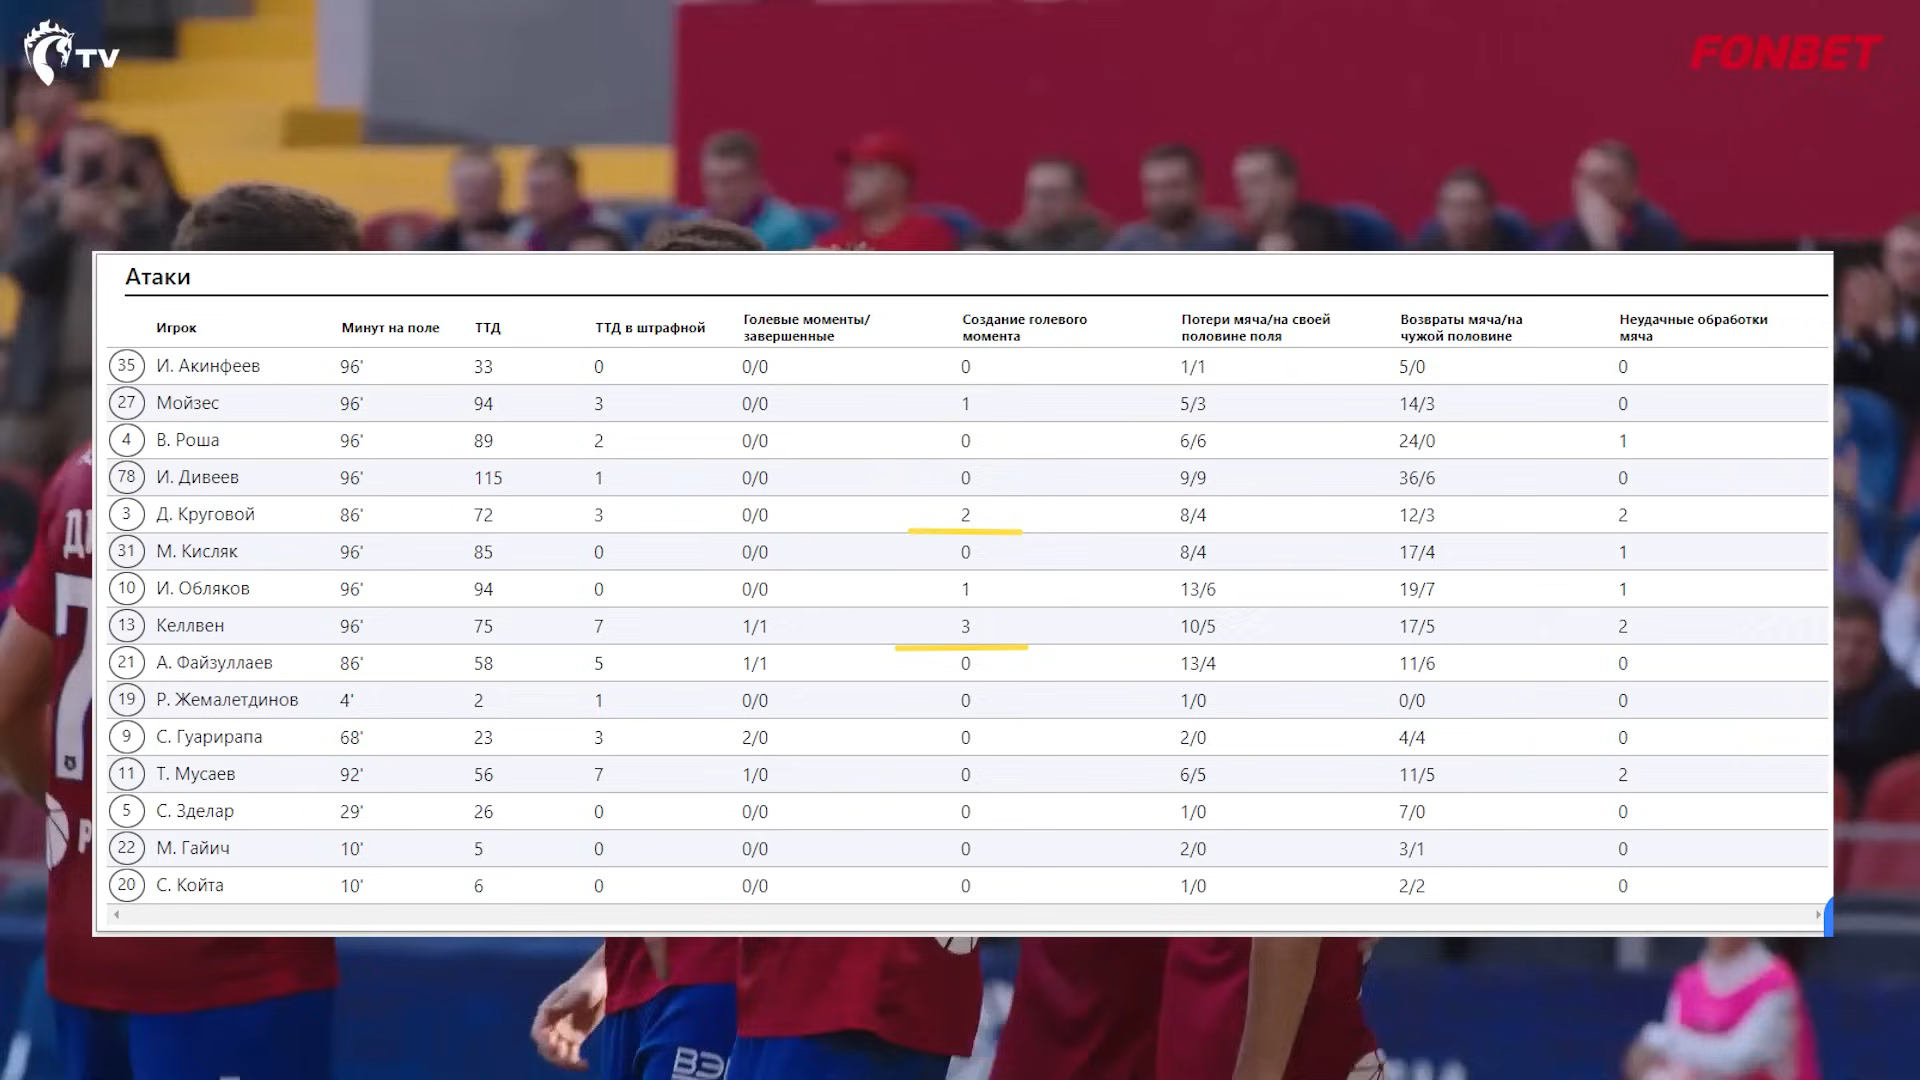 TV
FONBET
Атаки
Игрок Минут на поле ТТД ТТД в штрафной Голевые моменты/завершенные Создание голевого момента Потери мяча/на своей половине поля Возвраты мяча/на чужой половине Неудачные обработки мяча
35 И. Акинфеев 96' 33 0 0/0 0 1/1 5/0 0
27 Мойзес 96' 94 3 0/0 1 5/3 14/3 0
4 В. Роша 96' 89 2 0/0 0 6/6 24/0 1
78 И. Дивеев 96' 115 1 0/0 0 9/9 36/6 0
3 Д. Круговой 86' 72 3 0/0 2 8/4 12/3 2
31 М. Кисляк 96' 85 0 0/0 0 8/4 17/4 1
10 И. Обляков 96' 94 0 0/0 1 13/6 19/7 1
13 Келлвен 96' 75 7 1/1 3 10/5 17/5 2
21 А. Файзуллаев 86' 58 5 1/1 0 13/4 11/6 0
19 Р. Жемалетдинов 4' 2 1 0/0 0 1/0 0/0 0
9 С. Гуарирапа 68' 23 3 2/0 0 2/0 4/4 0
11 Т. Мусаев 92' 56 7 1/0 0 6/5 11/5 2
5 С. Зделар 29' 26 0 0/0 0 1/0 7/0 0
22 М. Гайич 10' 5 0 0/0 0 2/0 3/1 0
20 С. Койта 10' 6 0 0/0 0 1/0 2/2 0